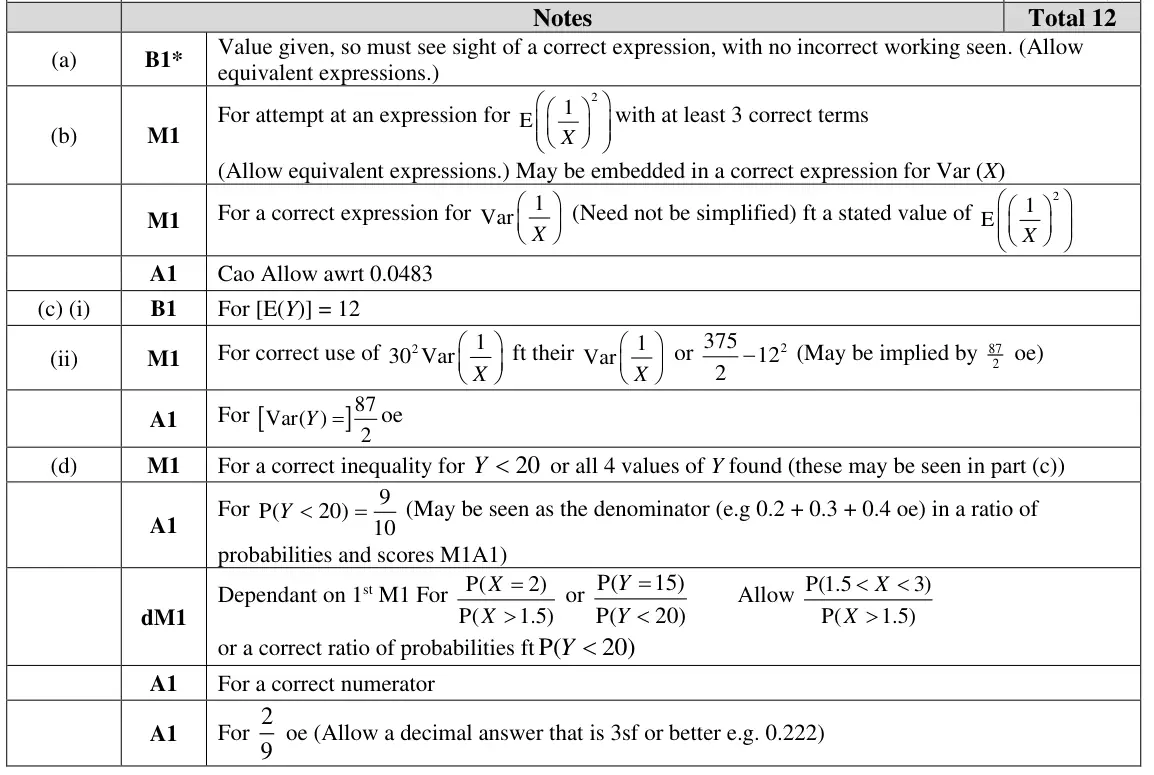 Notes Total 12
(a) B1* Value given, so must see sight of a correct expression, with no incorrect working seen. (Allow
equivalent expressions.)
(b) M1 For attempt at an expression for E((1/X)²) with at least 3 correct terms
(Allow equivalent expressions.) May be embedded in a correct expression for Var (X)
M1 For a correct expression for Var(1/X) (Need not be simplified) ft a stated value of E((1/X)²)
A1 Cao Allow awrt 0.0483
(c) (i) B1 For [E(Y)] = 12
(ii) M1 For correct use of 30²Var(1/X) ft their Var(1/X) or 375/2 −12² (May be implied by 87/2 oe)
A1 For [Var(Y) =]87/2 oe
(d) M1 For a correct inequality for Y < 20 or all 4 values of Y found (these may be seen in part (c))
A1 For P(Y < 20) = 9/10 (May be seen as the denominator (e.g 0.2 + 0.3 + 0.4 oe) in a ratio of
probabilities and scores M1A1)
dM1 Dependant on 1st M1 For P(X = 2)/P(X >1.5) or P(Y =15)/P(Y < 20) Allow P(1.5 < X < 3)/P(X >1.5)
or a correct ratio of probabilities ft P(Y < 20)
A1 For a correct numerator
A1 For 2/9 oe (Allow a decimal answer that is 3sf or better e.g. 0.222)